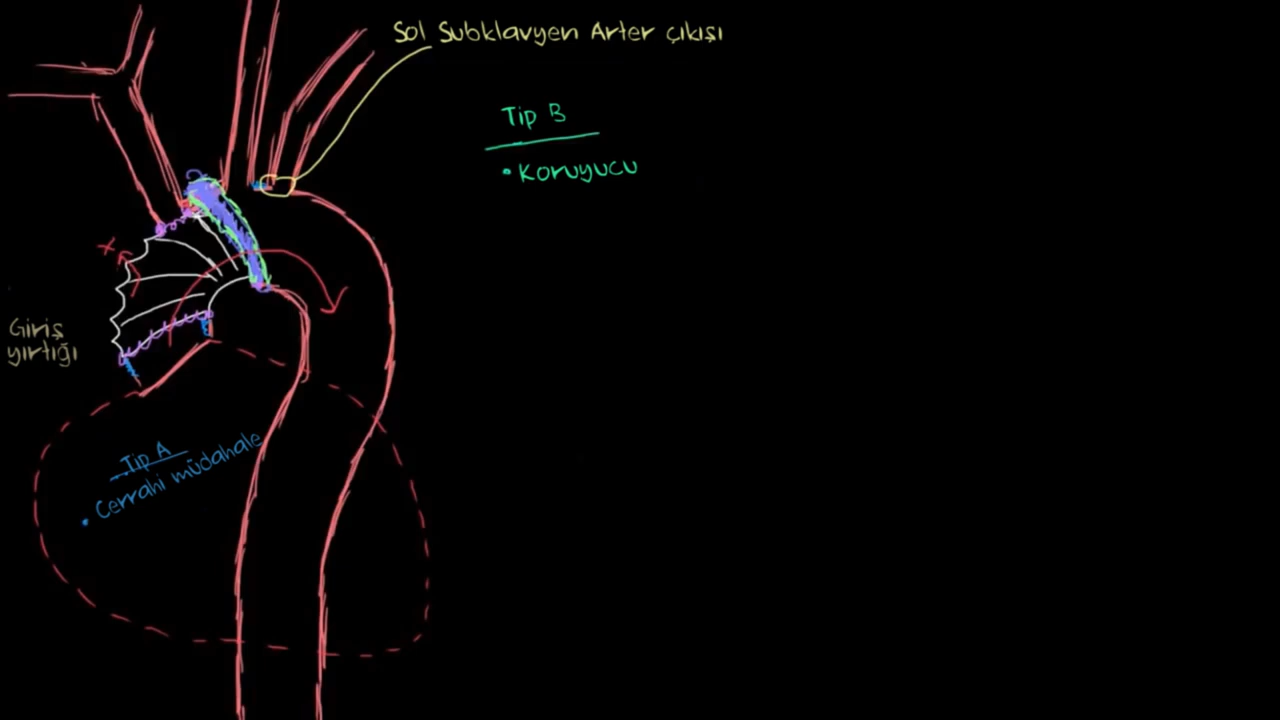 Sol Subklavyen Arter çıkışı
Tip B
• Koruyucu
Giriş
yırtığı
Tip A
• Cerrahi müdahale